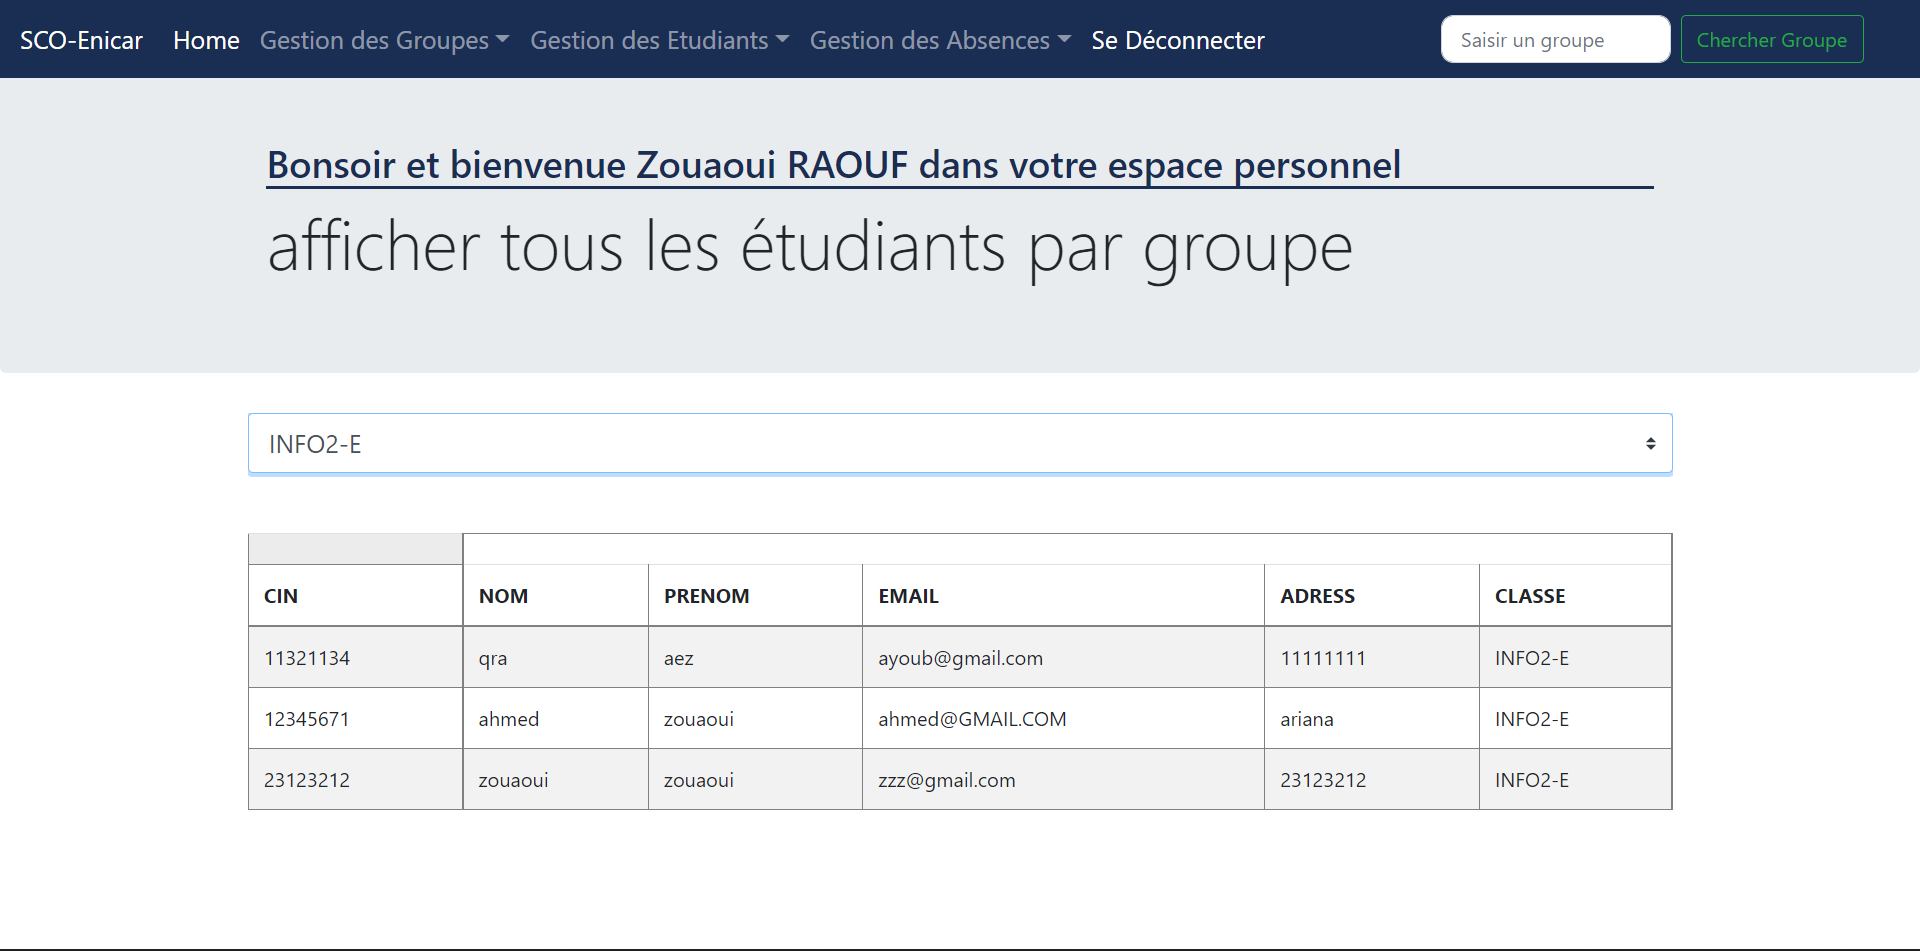 SCO-Enicar Home Gestion des Groupes Gestion des Etudiants Gestion des Absences Se Déconnecter Saisir un groupe Chercher Groupe
Bonsoir et bienvenue Zouaoui RAOUF dans votre espace personnel
afficher tous les étudiants par groupe
INFO2-E
CIN NOM PRENOM EMAIL ADRESS CLASSE
11321134 qra aez ayoub@gmail.com 11111111 INFO2-E
12345671 ahmed zouaoui ahmed@GMAIL.COM ariana INFO2-E
23123212 zouaoui zouaoui zzz@gmail.com 23123212 INFO2-E